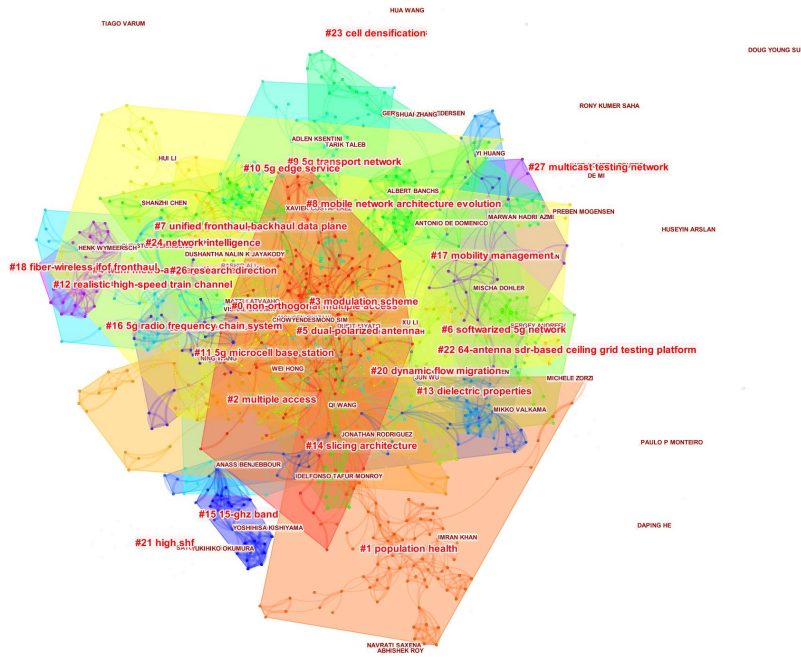 HUA WANG
TIAGO VARUM
#23 cell densification
DOUG YOUNG SU
RONY KUMER SAHA
SHUAI ZHANG
ADLEN KSENTINI
TARIK TALEB
YI HUANG
HUI LI
#9 5g transport network
#10 5g edge service
#27 multicast testing network
DE MI
ALBERT BANCHS
SHANZHI CHEN
#8 mobile network architecture evolution
PREBEN MOGENSEN
MARWAN HADRI AZMI
ANTONIO DE DOMENICO
#7 unified fronthaul-backhaul data plane
HUSEYIN ARSLAN
#24 network intelligence
HENK WYMEERSCH
DUSHANTHA NALIN K JAYAKODY
#17 mobility management
#18 fiber-wireless ifof fronthaul
#26 research direction
#12 realistic high-speed train channel
MISCHA DOHLER
#3 modulation scheme
#0 non-orthogonal multiple access
#16 5g radio frequency chain system
XU LI
#5 dual-polarized antenna
#6 softwarized 5g network
#11 5g microcell base station
#22 64-antenna sdr-based ceiling grid testing platform
WEI HONG
#20 dynamic flow migration
JUN WU
MICHELE ZORZI
#13 dielectric properties
#2 multiple access
QI WANG
MIKKO VALKAMA
JONATHAN RODRIGUEZ
#14 slicing architecture
PAULO P MONTEIRO
ANASS BENJEBBOUR
IDELFONSO TAFUR MONROY
#15 15-ghz band
YOSHIHISA KISHIYAMA
DAPING HE
#21 high shf
YUKIHIKO OKUMURA
IMRAN KHAN
#1 population health
NAVRATI SAXENA
ABHISHEK ROY